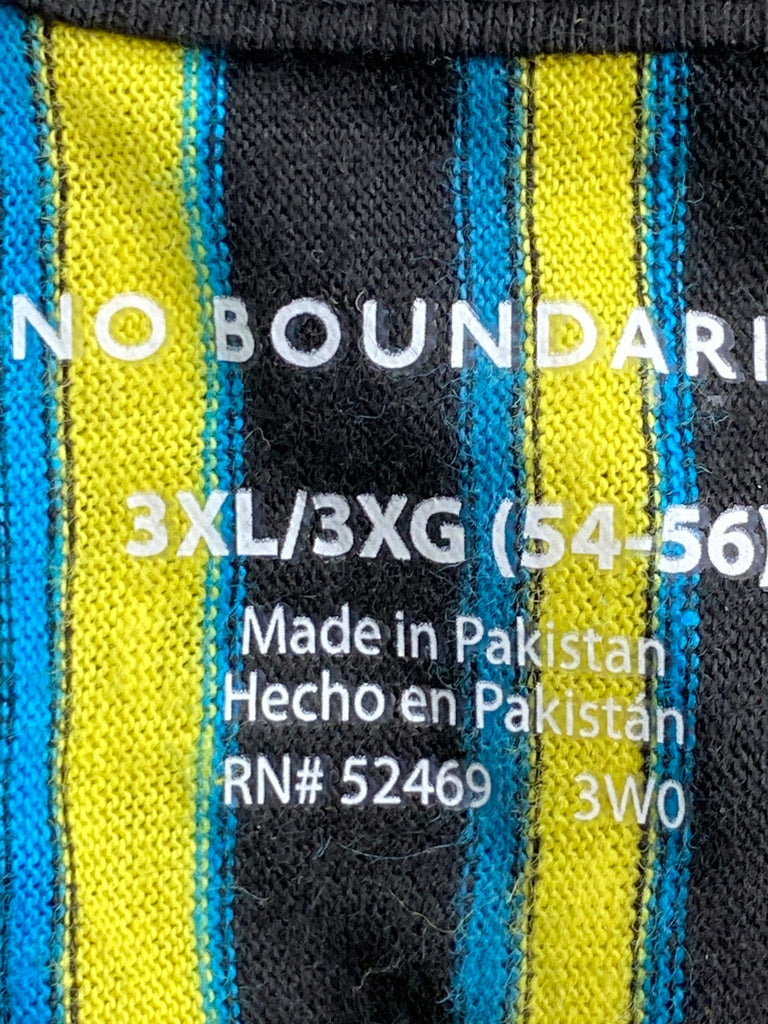 NO BOUNDARI
3XL/3XG (54-56)
Made in Pakistan
Hecho en Pakistán
RN# 52469 3W0